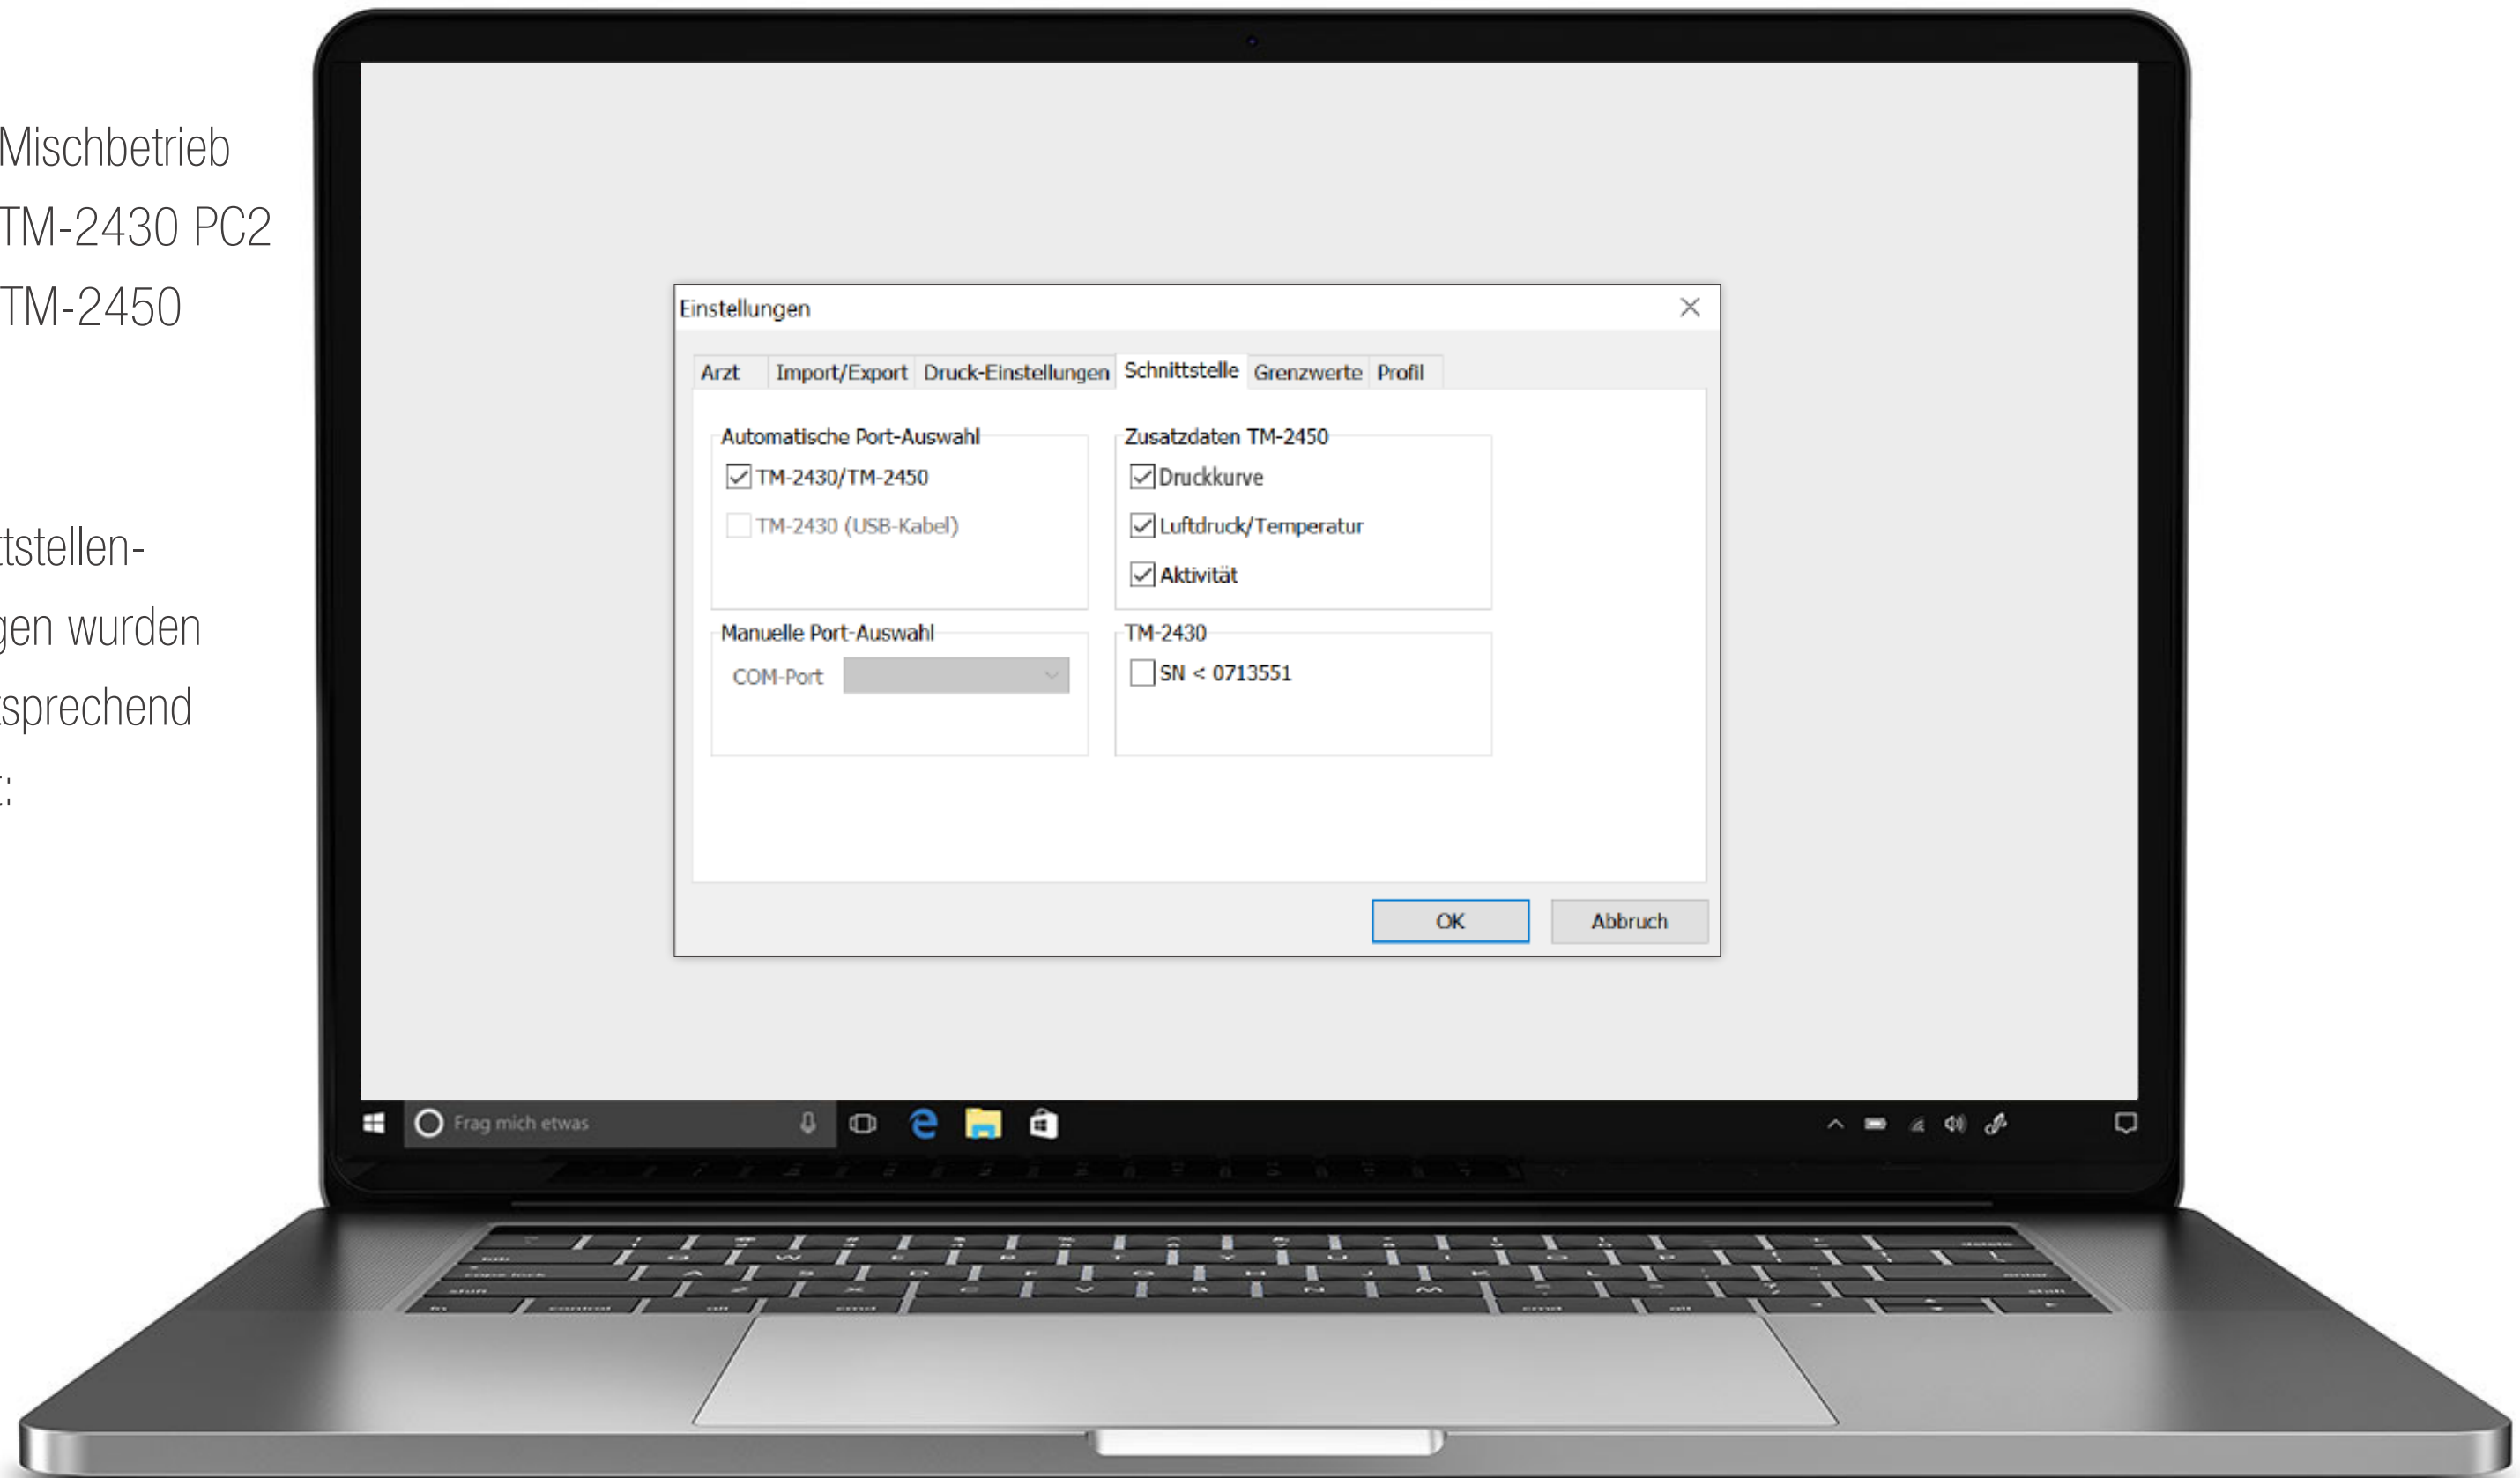 Mischbetrieb
TM-2430 PC2
TM-2450
ttstellen-
gen wurden
tsprechend
t:
Einstellungen
Arzt Import/Export Druck-Einstellungen Schnittstelle Grenzwerte Profil
Automatische Port-Auswahl
TM-2430/TM-2450
TM-2430 (USB-Kabel)
Zusatzdaten TM-2450
Druckkurve
Luftdruck/Temperatur
Aktivität
Manuelle Port-Auswahl
COM-Port
TM-2430
SN < 0713551
OK Abbruch
Frag mich etwas